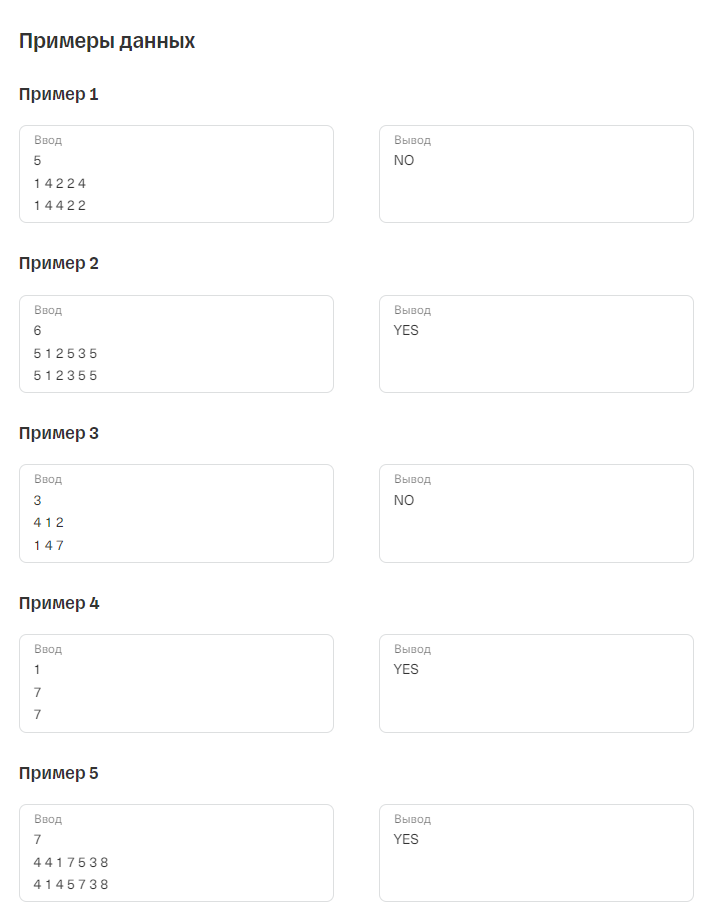 Примеры данных
Пример 1
Ввод
5
1 4 2 2 4
1 4 4 2 2
Вывод
NO
Пример 2
Ввод
6
5 1 2 5 3 5
5 1 2 3 5 5
Вывод
YES
Пример 3
Ввод
3
4 1 2
1 4 7
Вывод
NO
Пример 4
Ввод
1
7
7
Вывод
YES
Пример 5
Ввод
7
4 4 1 7 5 3 8
4 1 4 5 7 3 8
Вывод
YES